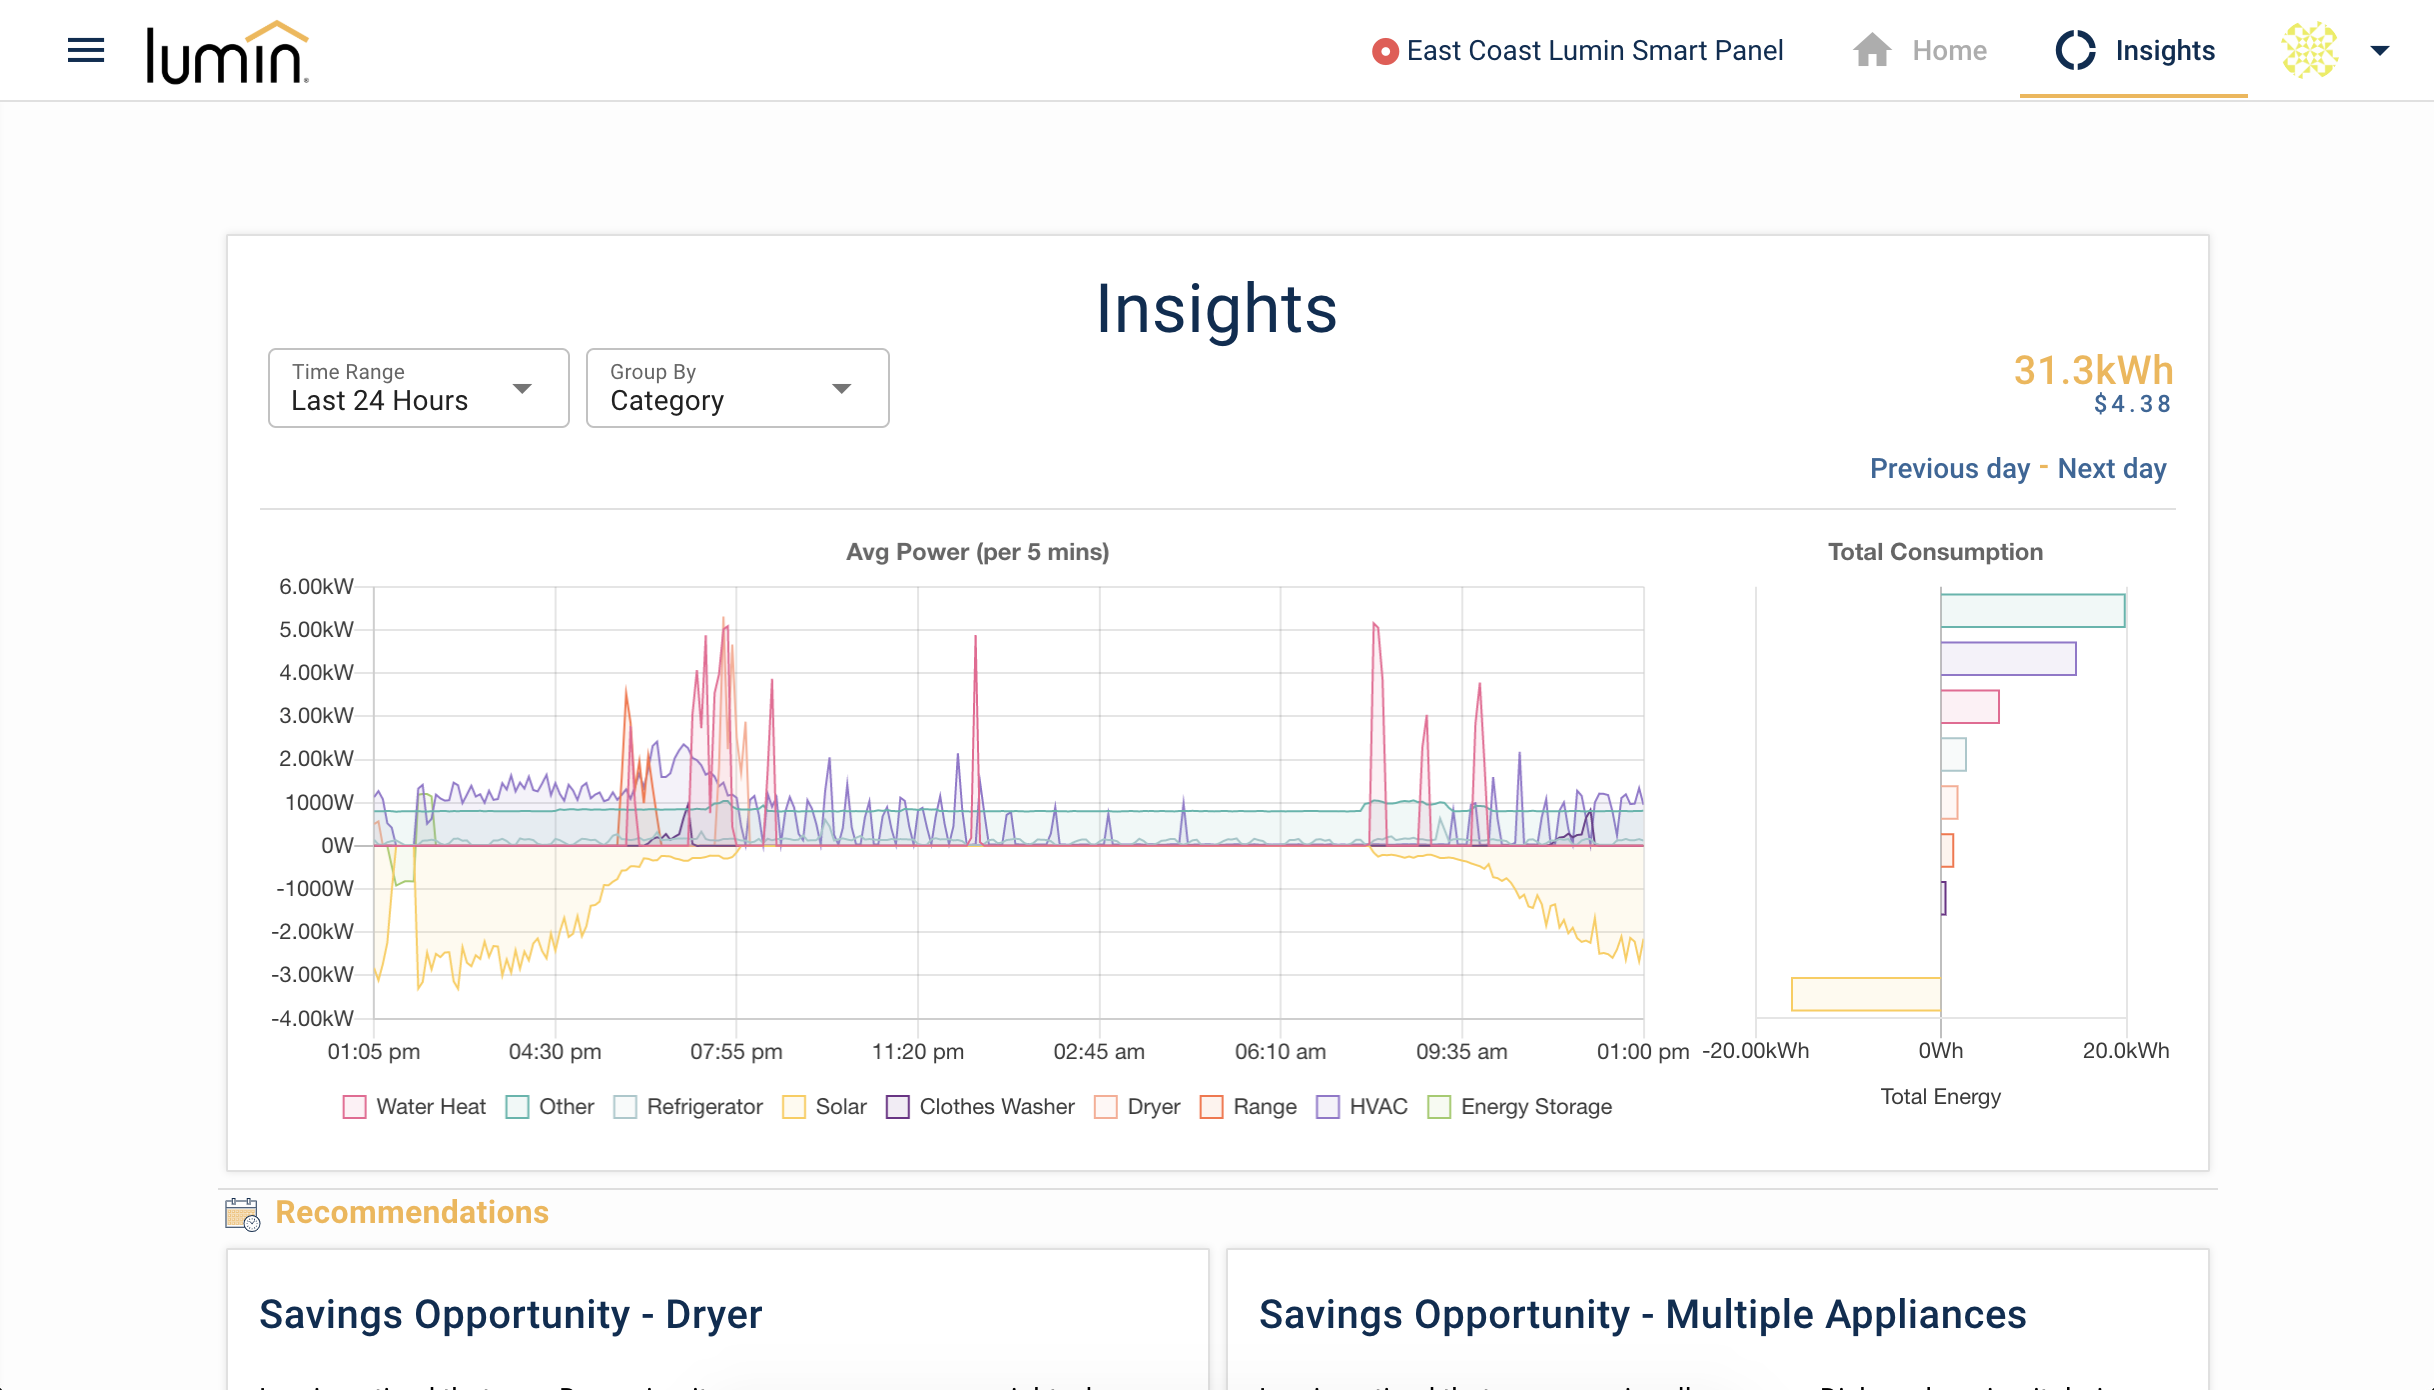 lumin
East Coast Lumin Smart Panel
Home
Insights
Insights
Time Range
Last 24 Hours
Group By
Category
31.3kWh
$4.38
Previous day - Next day
Avg Power (per 5 mins)
6.00kW
5.00kW
4.00kW
3.00kW
2.00kW
1000W
0W
-1000W
-2.00kW
-3.00kW
-4.00kW
01:05 pm 04:30 pm 07:55 pm 11:20 pm 02:45 am 06:10 am 09:35 am 01:00 pm
Water Heat Other Refrigerator Solar Clothes Washer Dryer Range HVAC Energy Storage
Total Consumption
-20.00kWh 0Wh 20.0kWh
Total Energy
Recommendations
Savings Opportunity - Dryer
Savings Opportunity - Multiple Appliances